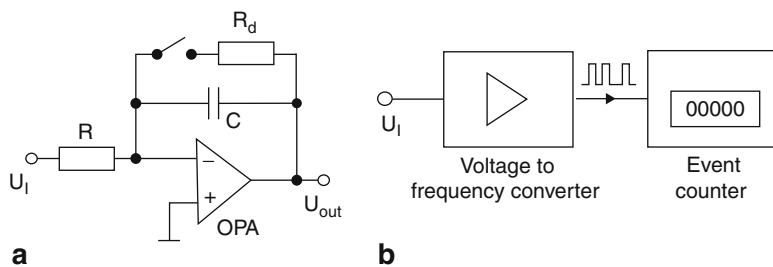 R_d
C
R
U_I
−
+
OPA
U_out
a
U_I
00000
Voltage to
frequency converter
Event
counter
b